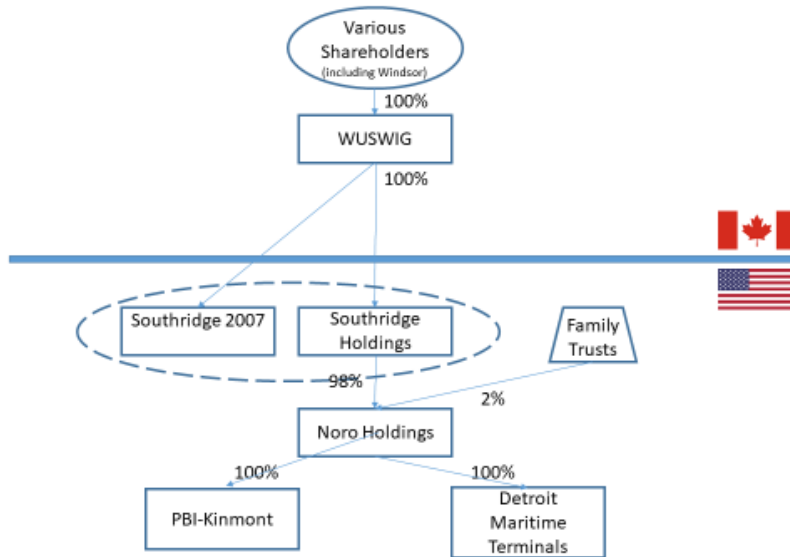 Various
Shareholders
(including Windsor)
100%
WUSWIG
100%
Southridge 2007
Southridge
Holdings
Family
Trusts
98%
2%
Noro Holdings
100%
100%
PBI-Kinmont
Detroit
Maritime
Terminals